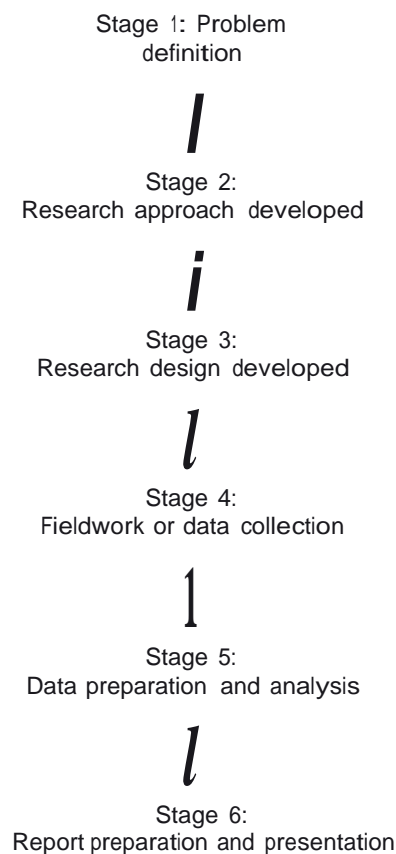 Stage 1: Problem
definition
l
Stage 2:
Research approach developed
i
Stage 3:
Research design developed
l
Stage 4:
Fieldwork or data collection
1
Stage 5:
Data preparation and analysis
l
Stage 6:
Report preparation and presentation